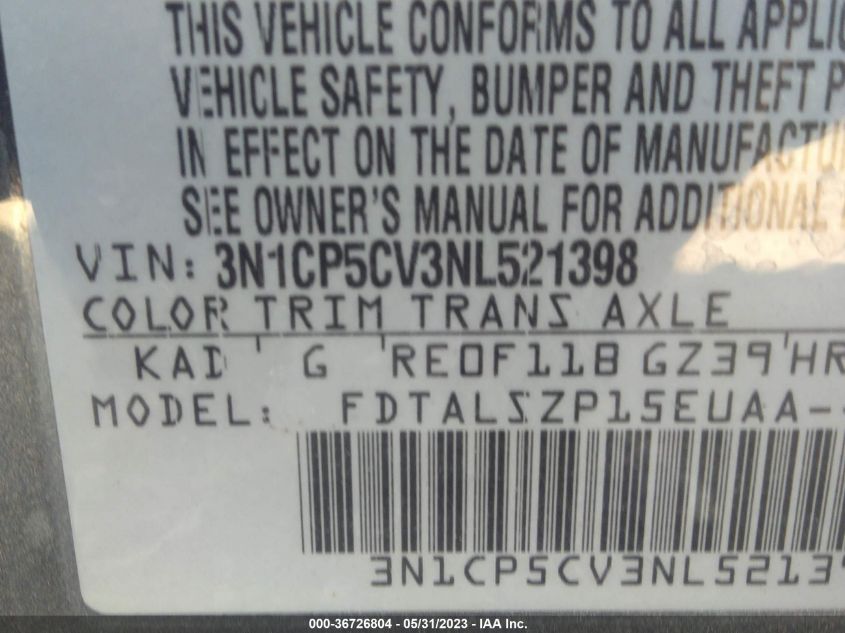 THIS VEHICLE CONFORMS TO ALL
VEHICLE SAFETY, BUMPER AND THEFT
IN EFFECT ON THE DATE OF
SEE OWNER'S MANUAL FOR ADDITIONAL
VIN: 3N1CP5CV3NL521398
COLOR TRIM TRANS AXLE
KAD G RE0F11B GZ39 HR
MODEL: FDTALSZP15EUAA-
3N1CP5CV3NL5213
000-36726804 - 05/31/2023 - IAA Inc.